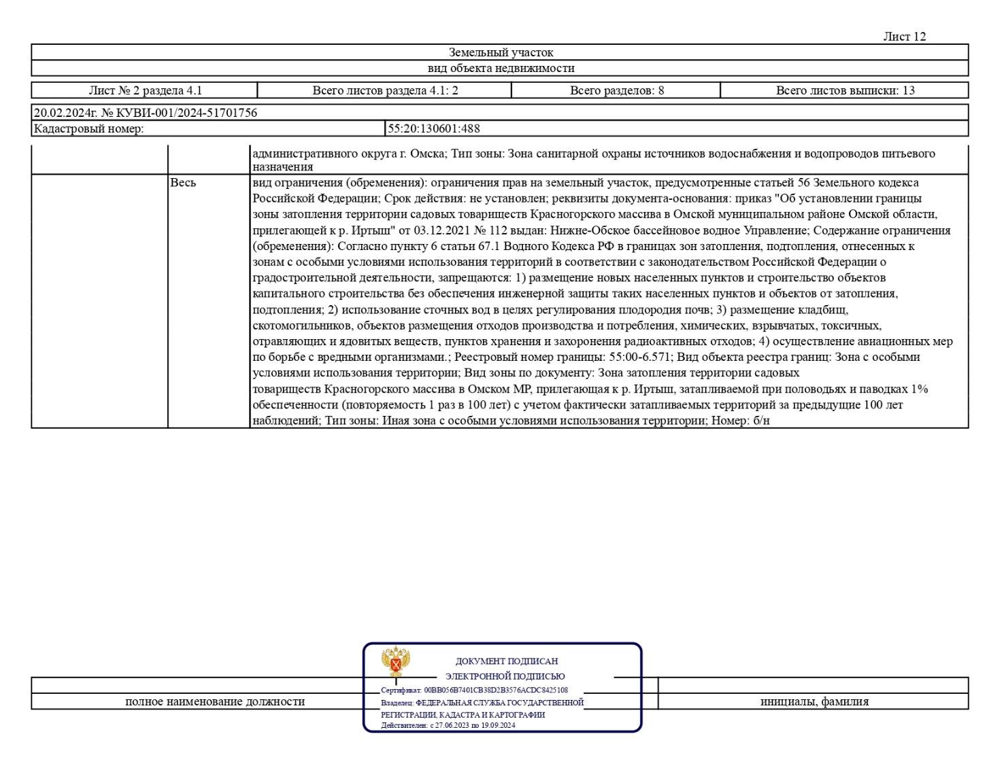 Лист 12
Земельный участок
вид объекта недвижимости
Лист № 2 раздела 4.1 Всего листов раздела 4.1: 2 Всего разделов: 8 Всего листов выписки: 13
20.02.2024г. № КУВИ-001/2024-51701756
Кадастровый номер: 55:20:130601:488
административного округа г. Омска; Тип зоны: Зона санитарной охраны источников водоснабжения и водопроводов питьевого
назначения
Весь вид ограничения (обременения): ограничения прав на земельный участок, предусмотренные статьей 56 Земельного кодекса
Российской Федерации; Срок действия: не установлен; реквизиты документа-основания: приказ "Об установлении границы
зоны затопления территории садовых товариществ Красногорского массива в Омской муниципальном районе Омской области,
прилегающей к р. Иртыш" от 03.12.2021 № 112 выдан: Нижне-Обское бассейновое водное Управление; Содержание ограничения
(обременения): Согласно пункту 6 статьи 67.1 Водного Кодекса РФ в границах зон затопления, подтопления, отнесенных к
зонам с особыми условиями использования территорий в соответствии с законодательством Российской Федерации о
градостроительной деятельности, запрещаются: 1) размещение новых населенных пунктов и строительство объектов
капитального строительства без обеспечения инженерной защиты таких населенных пунктов и объектов от затопления,
подтопления; 2) использование сточных вод в целях регулирования плодородия почв; 3) размещение кладбищ,
скотомогильников, объектов размещения отходов производства и потребления, химических, взрывчатых, токсичных,
отравляющих и ядовитых веществ, пунктов хранения и захоронения радиоактивных отходов; 4) осуществление авиационных мер
по борьбе с вредными организмами.; Реестровый номер границы: 55:00-6.571; Вид объекта реестра границ: Зона с особыми
условиями использования территории; Вид зоны по документу: Зона затопления территории садовых
товариществ Красногорского массива в Омском МР, прилегающая к р. Иртыш, затапливаемой при половодьях и паводках 1%
обеспеченности (повторяемость 1 раз в 100 лет) с учетом фактически затапливаемых территорий за предыдущие 100 лет
наблюдений; Тип зоны: Иная зона с особыми условиями использования территории; Номер: б/н
ДОКУМЕНТ ПОДПИСАН
ЭЛЕКТРОННОЙ ПОДПИСЬЮ
Сертификат: 00BB056B7401CB38D2B3576ACDC8425108
Владелец: ФЕДЕРАЛЬНАЯ СЛУЖБА ГОСУДАРСТВЕННОЙ
РЕГИСТРАЦИИ, КАДАСТРА И КАРТОГРАФИИ
Действителен: с 27.06.2023 по 19.09.2024
полное наименование должности инициалы, фамилия